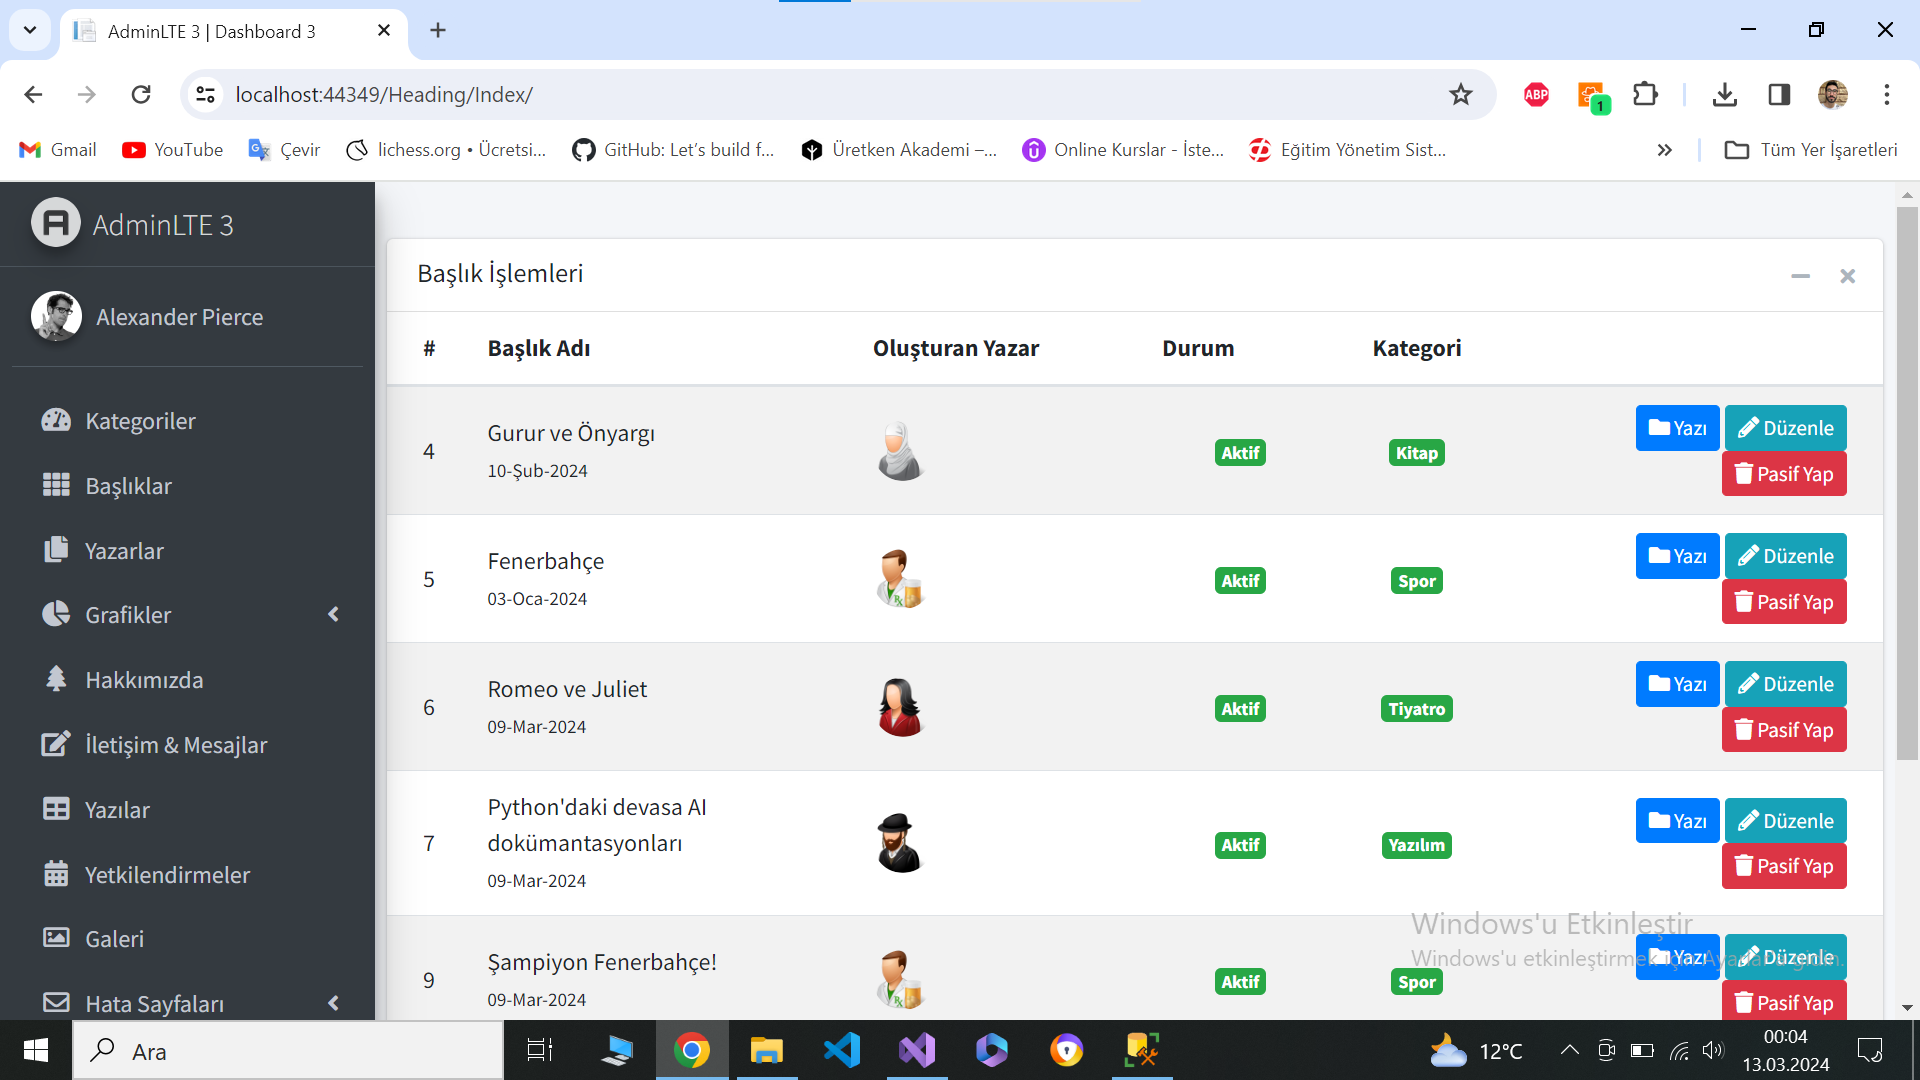 AdminLTE 3 | Dashboard 3
localhost:44349/Heading/Index/
ABP
1
Gmail
YouTube
Çevir
lichess.org • Ücretsi...
GitHub: Let's build f...
Üretken Akademi –...
Online Kurslar - İste...
Eğitim Yönetim Sist...
Tüm Yer İşaretleri
AdminLTE 3
Alexander Pierce
Kategoriler
Başlıklar
Yazarlar
Grafikler
Hakkımızda
İletişim & Mesajlar
Yazılar
Yetkilendirmeler
Galeri
Hata Sayfaları
Başlık İşlemleri
# Başlık Adı Oluşturan Yazar Durum Kategori
4 Gurur ve Önyargı Aktif Kitap Yazı Düzenle
10-Şub-2024 Pasif Yap
5 Fenerbahçe Aktif Spor Yazı Düzenle
03-Oca-2024 Pasif Yap
6 Romeo ve Juliet Aktif Tiyatro Yazı Düzenle
09-Mar-2024 Pasif Yap
7 Python'daki devasa AI Aktif Yazılım Yazı Düzenle
dokümantasyonları Pasif Yap
09-Mar-2024
9 Şampiyon Fenerbahçe! Aktif Spor Yazı Düzenle
09-Mar-2024 Pasif Yap
Windows'u Etkinleştir
Windows'u etkinleştirmek için Ayarlar'a gidin.
Ara
12°C
00:04
13.03.2024